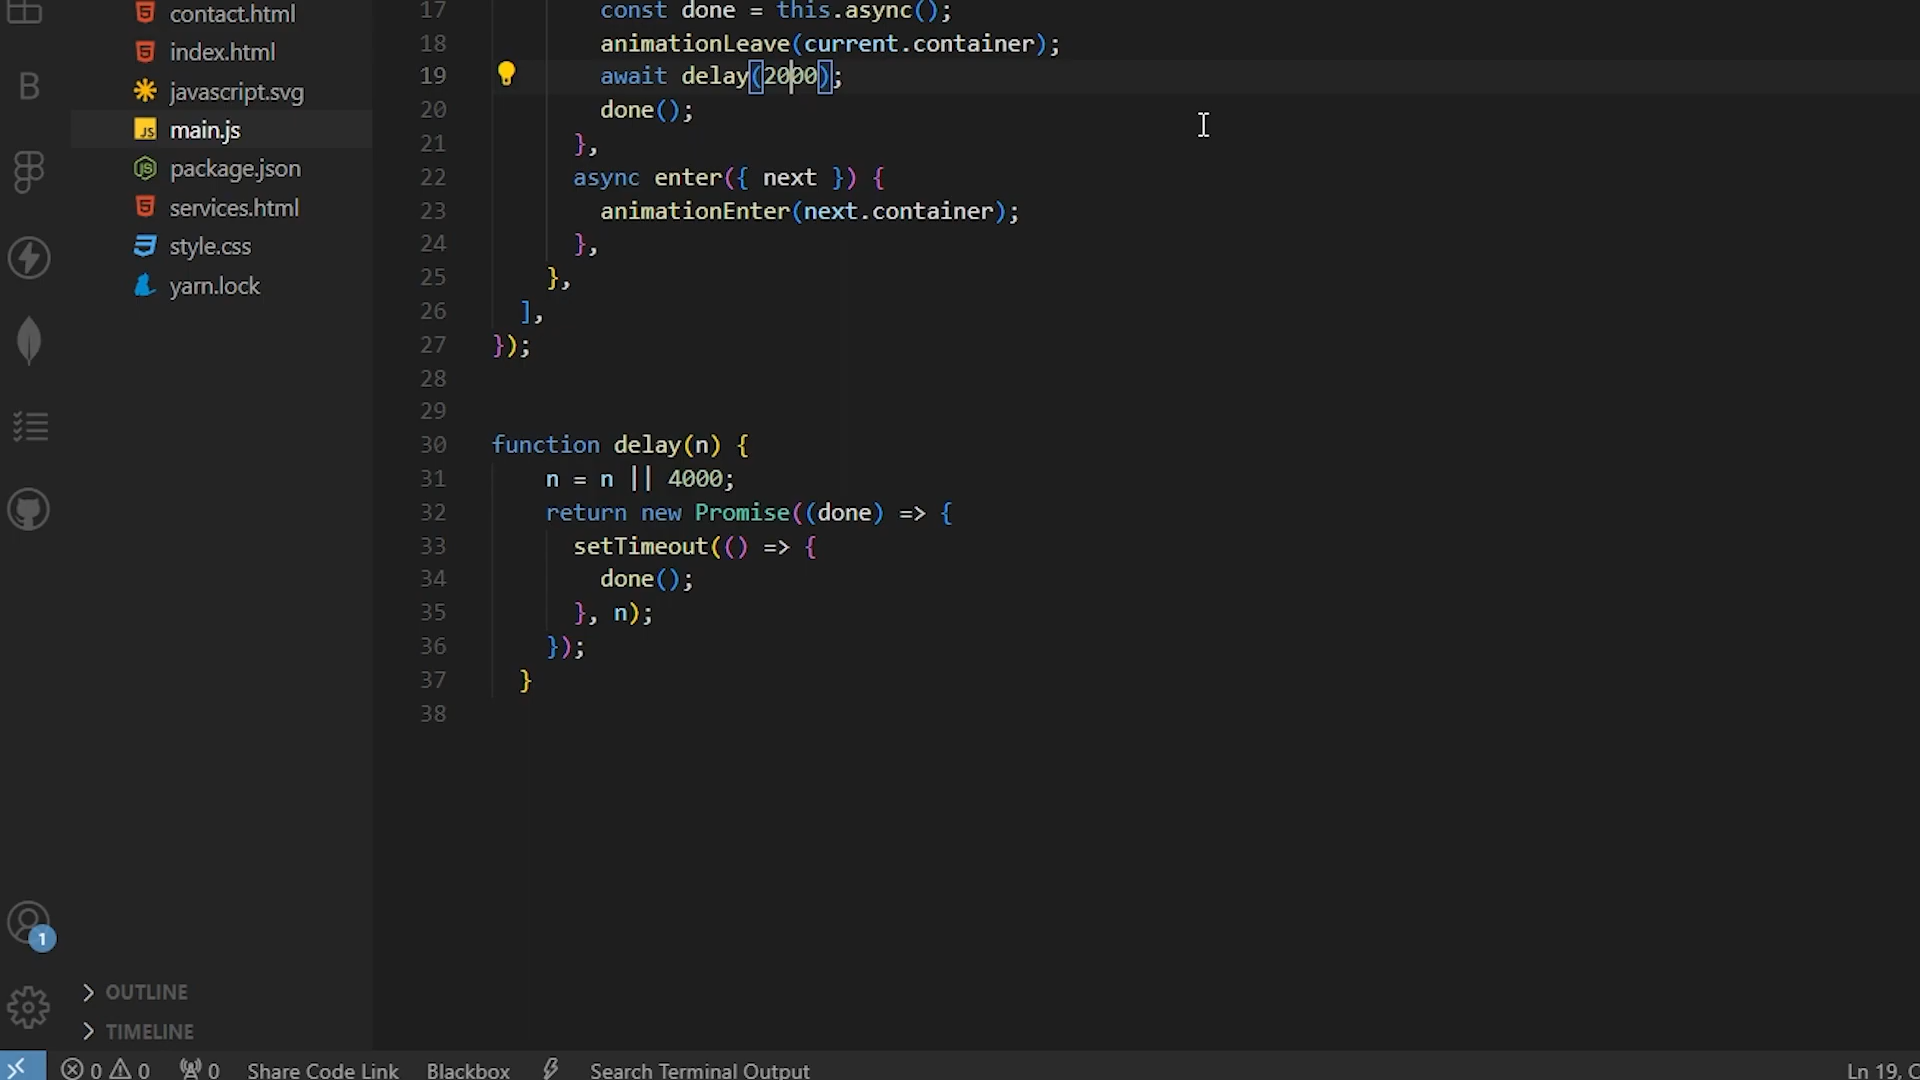 contact.html
index.html
javascript.svg
main.js
package.json
services.html
style.css
yarn.lock
B
1
OUTLINE
TIMELINE
17 const done = this.async();
18 animationLeave(current.container);
19 await delay(2000);
20 done();
21 },
22 async enter({ next }) {
23 animationEnter(next.container);
24 },
25 },
26 ],
27 });
28
29
30 function delay(n) {
31 n = n || 4000;
32 return new Promise((done) => {
33 setTimeout(() => {
34 done();
35 }, n);
36 });
37 }
38
0 0 0 Share Code Link Blackbox Search Terminal Output Ln 19,